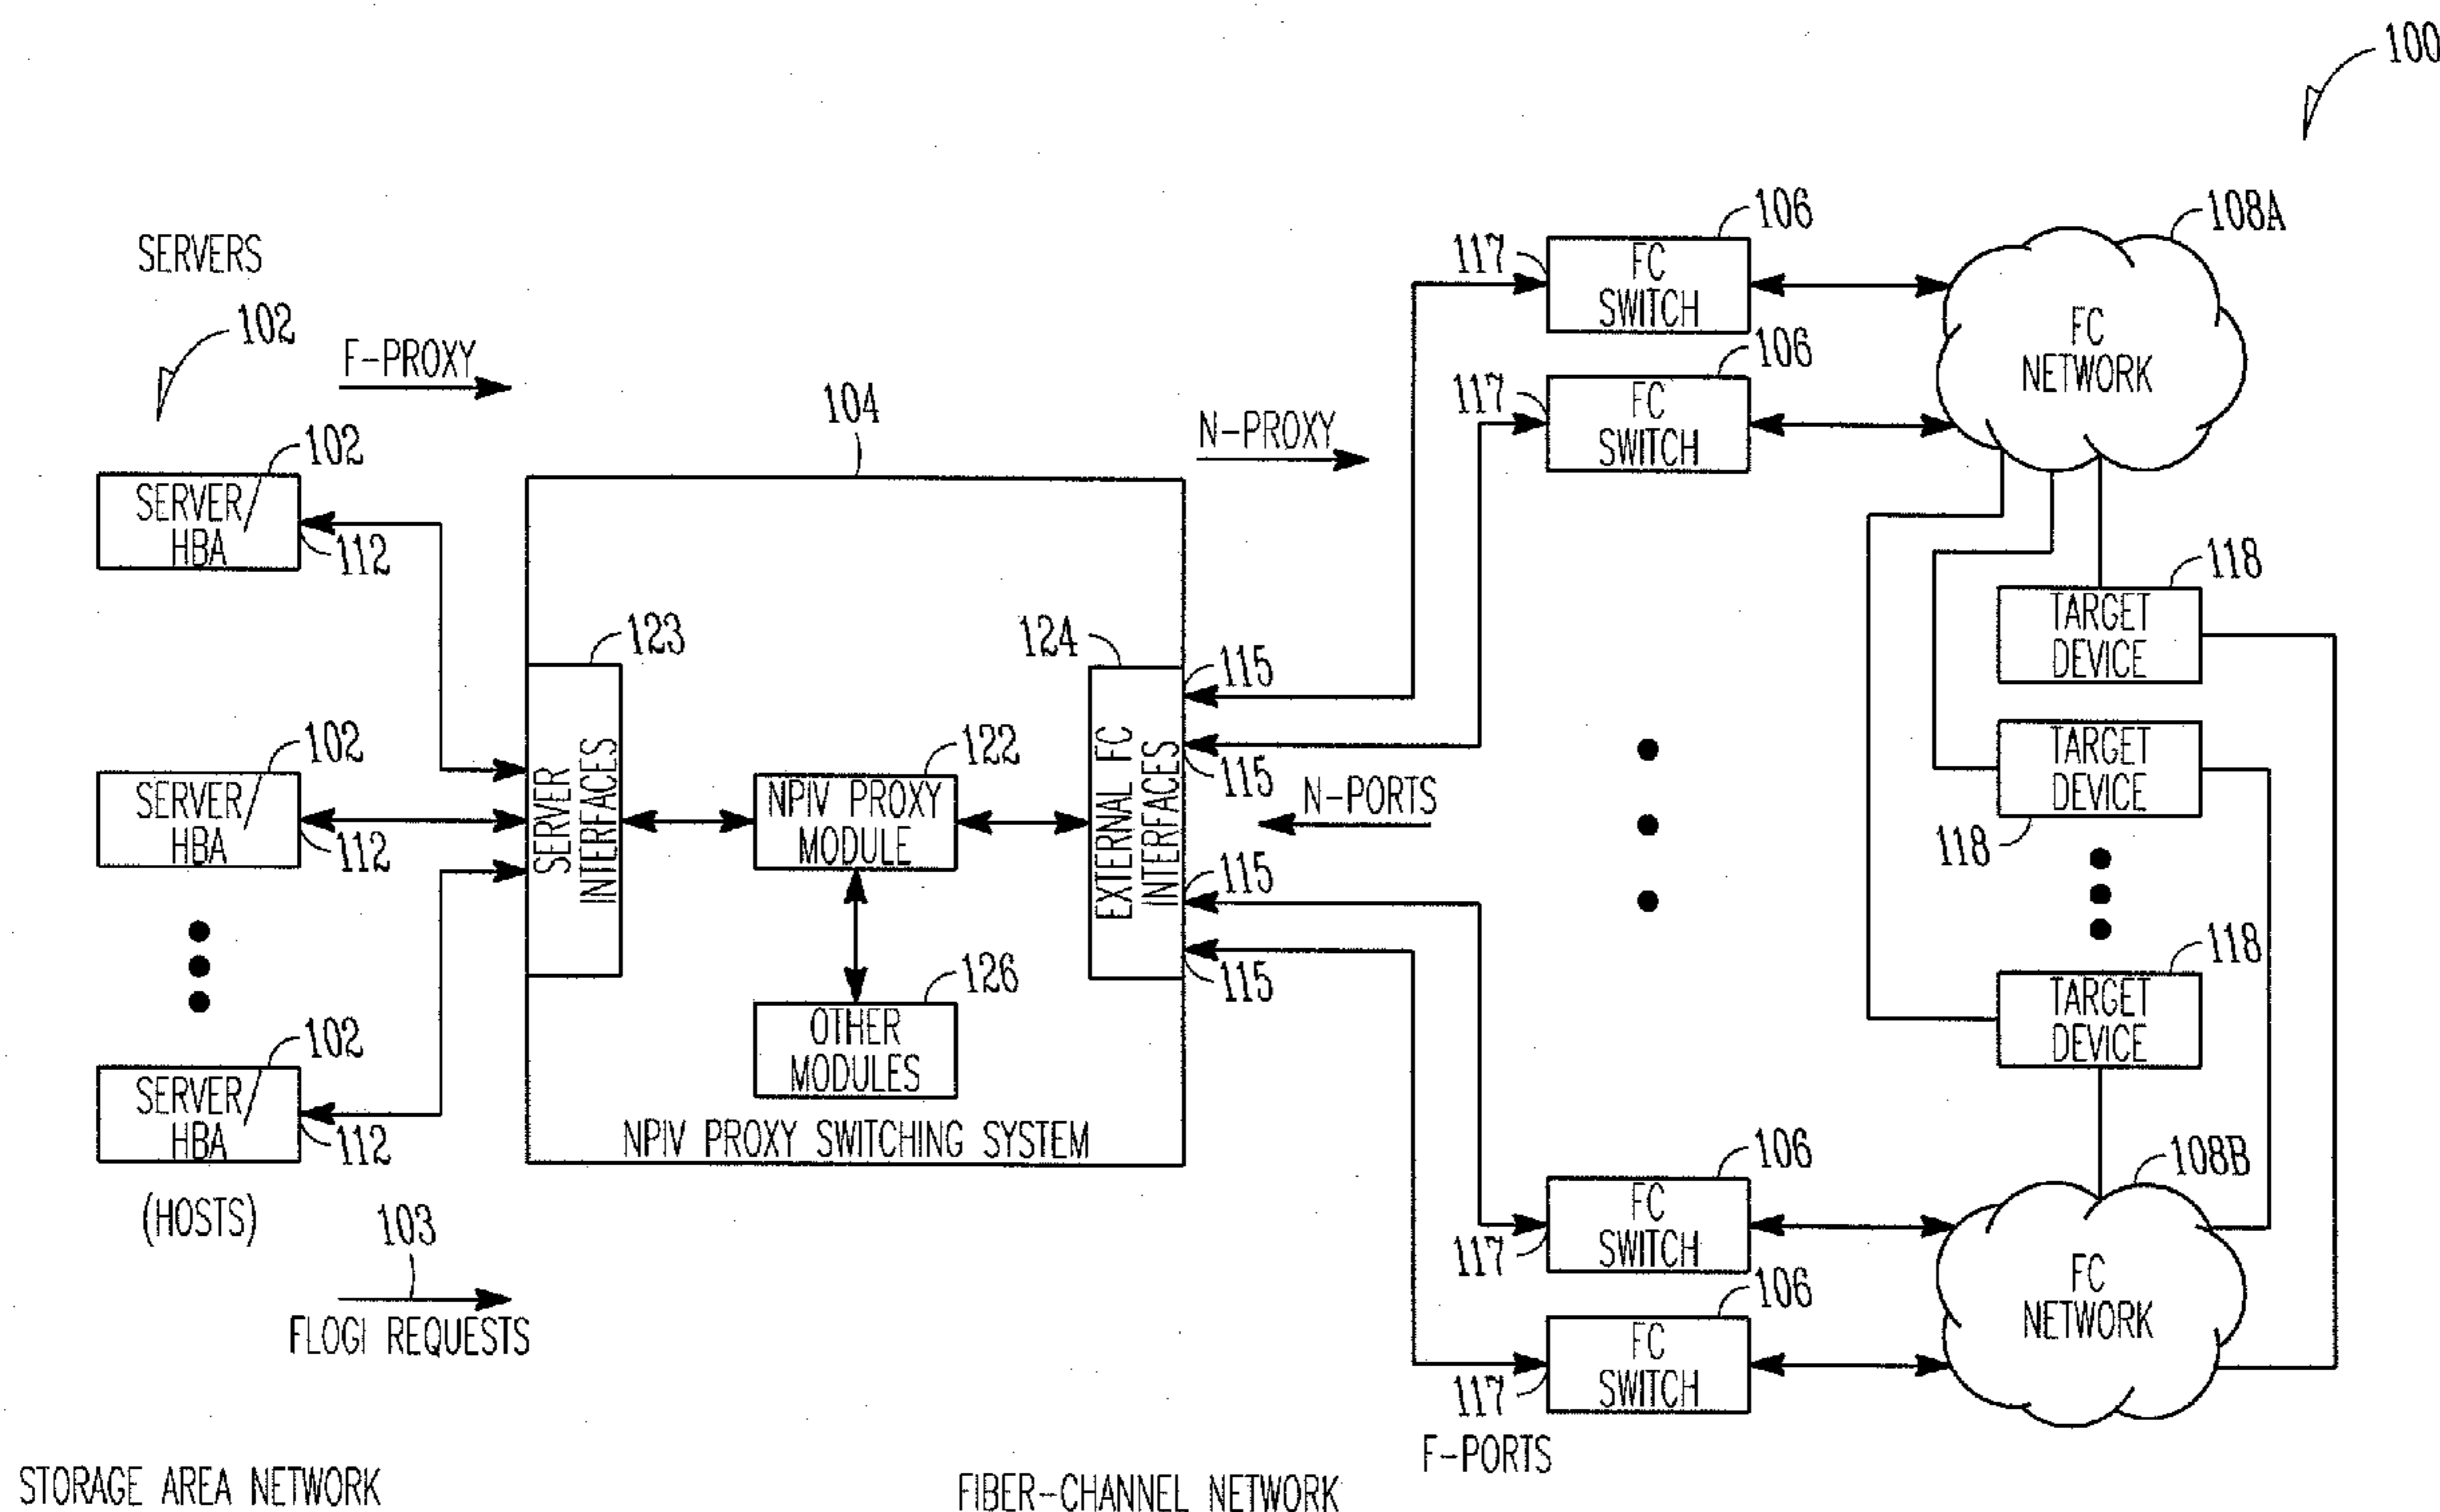 100
SERVERS
102
F-PROXY
104
N-PROXY
106
117
FC
SWITCH
106
117
FC
SWITCH
108A
FC
NETWORK
102
SERVER/
HBA
112
102
SERVER/
HBA
112
102
SERVER/
HBA
112
(HOSTS)
103
FLOGI REQUESTS
123
SERVER
INTERFACES
122
NPIV PROXY
MODULE
126
OTHER
MODULES
124
EXTERNAL FC
INTERFACES
NPIV PROXY SWITCHING SYSTEM
115
115
N-PORTS
115
115
118
TARGET
DEVICE
TARGET
DEVICE
118
118
TARGET
DEVICE
106
FC
SWITCH
117
106
FC
SWITCH
117
F-PORTS
108B
FC
NETWORK
STORAGE AREA NETWORK
FIBER-CHANNEL NETWORK